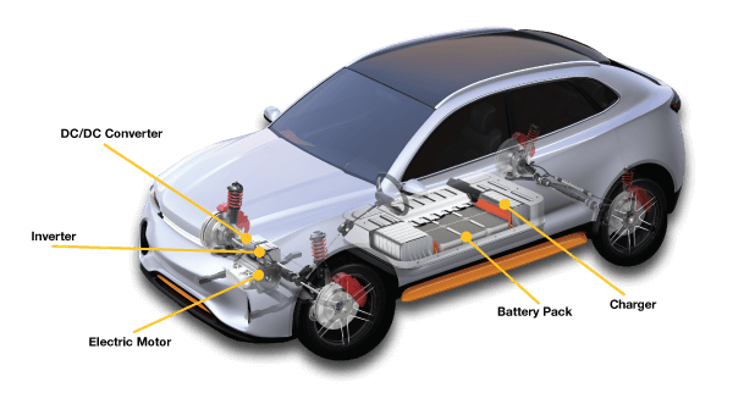 DC/DC Converter
Inverter
Electric Motor
Battery Pack
Charger